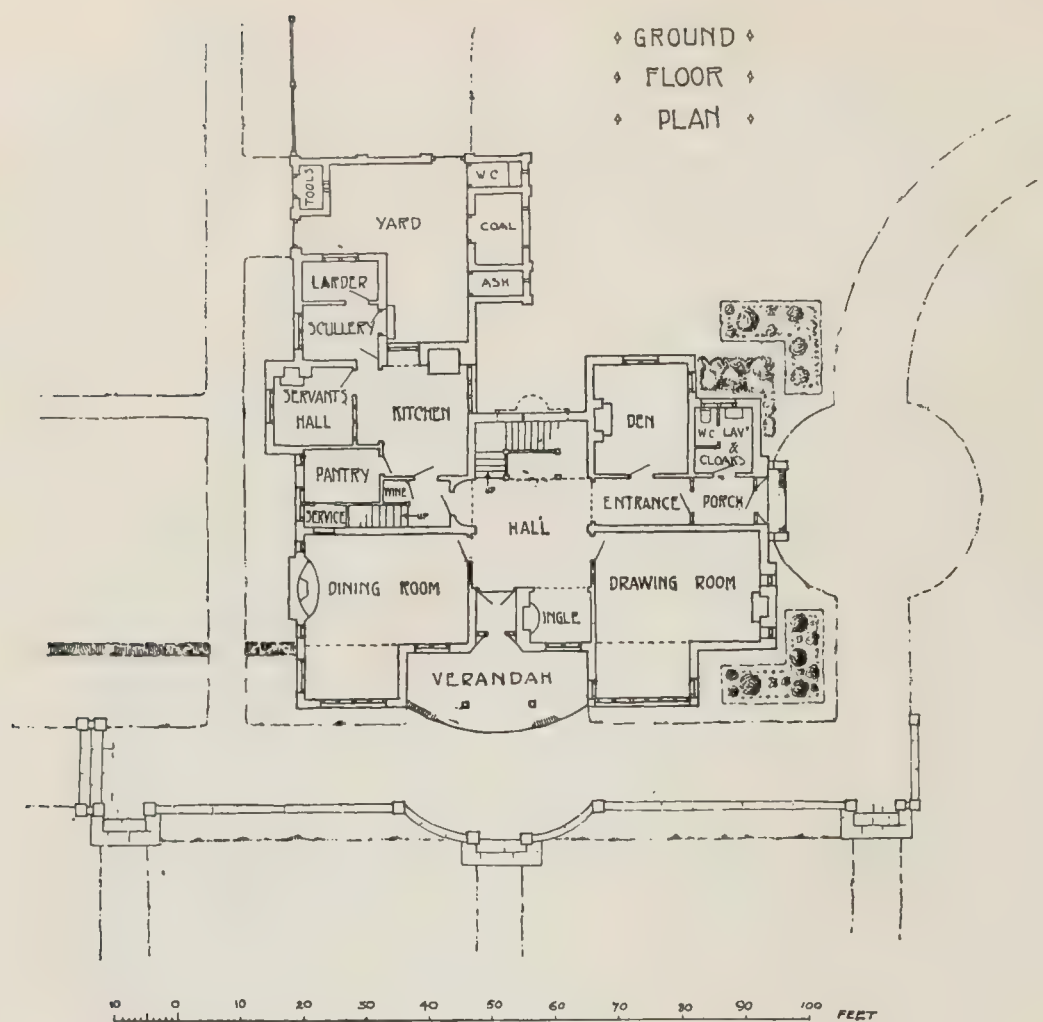 GROUND
FLOOR
PLAN
TOOLS
W.C
YARD
COAL
LARDER
ASH
SCULLERY
SERVANTS
HALL
KITCHEN
DEN
W.C
LAV'
&
CLOAKS
PANTRY
WINE
UP
SERVICE
UP
ENTRANCE
PORCH
HALL
DINING ROOM
INGLE
DRAWING ROOM
VERANDAH
10 0 10 20 30 40 50 60 70 80 90 100 FEET